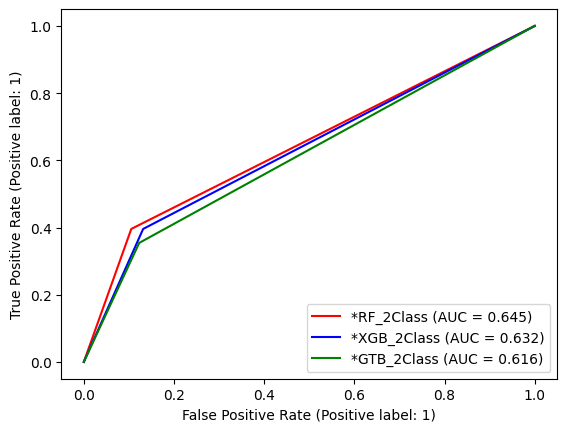 1.0
0.8
0.6
0.4
0.2
0.0
True Positive Rate (Positive label: 1)
*RF_2Class (AUC = 0.645)
*XGB_2Class (AUC = 0.632)
*GTB_2Class (AUC = 0.616)
0.0 0.2 0.4 0.6 0.8 1.0
False Positive Rate (Positive label: 1)